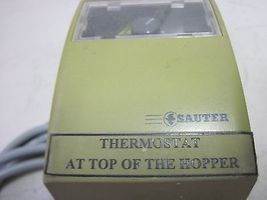 SAUTER
THERMOSTAT
AT TOP OF THE HOPPER